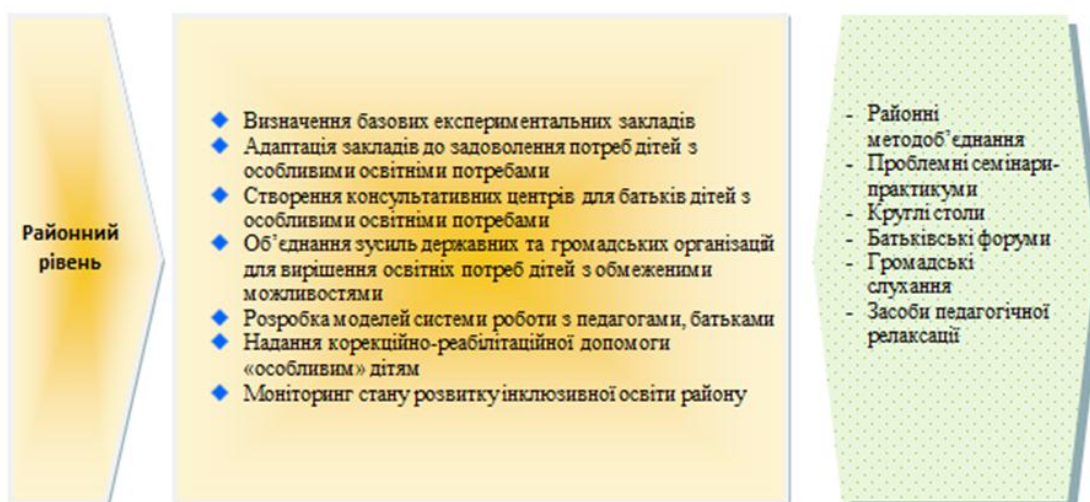 Районний
рівень
◆ Визначення базових експериментальних закладів
◆ Адаптація закладів до задоволення потреб дітей з
особливими освітніми потребами
◆ Створення консультативних центрів для батьків дітей з
особливими освітніми потребами
◆ Об’єднання зусиль державних та громадських організацій
для вирішення освітніх потреб дітей з обмеженими
можливостями
◆ Розробка моделей системи роботи з педагогами, батьками
◆ Надання корекційно-реабілітаційної допомоги
«особливим» дітям
◆ Моніторинг стану розвитку інклюзивної освіти району
- Районні
методоб’єднання
- Проблемні семінари-
практикуми
- Круглі столи
- Батьківські форуми
- Громадські
слухання
- Засоби педагогічної
релаксації